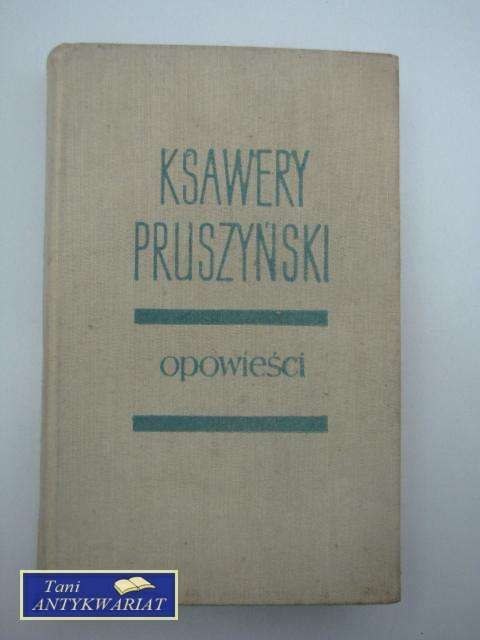 KSAWERY
PRUSZYŃSKI
opowieści
Tani
ANTYKWARIAT